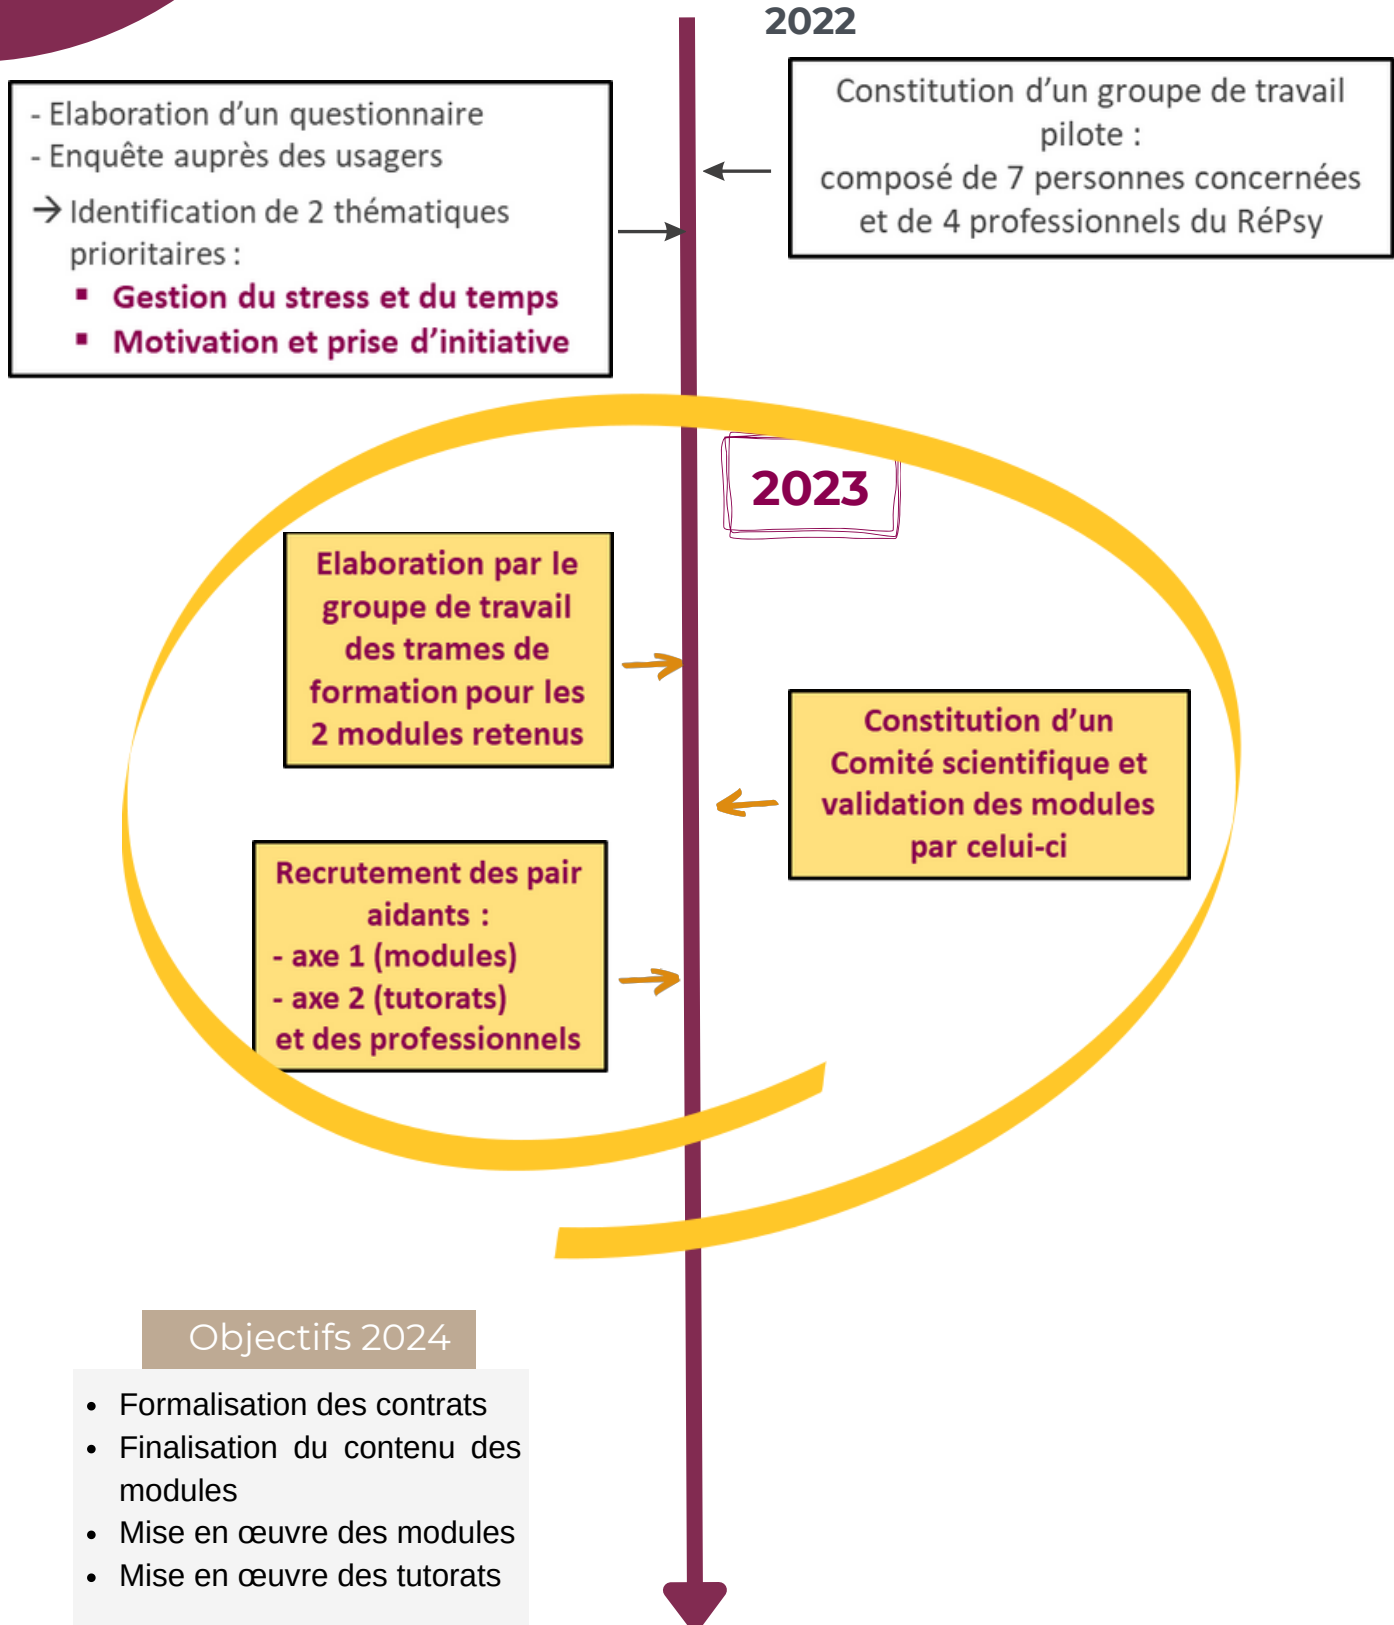 2022
Constitution d’un groupe de travail
pilote :
composé de 7 personnes concernées
et de 4 professionnels du RéPsy
- Elaboration d’un questionnaire
- Enquête auprès des usagers
→ Identification de 2 thématiques
prioritaires :
▪ Gestion du stress et du temps
▪ Motivation et prise d’initiative
2023
Elaboration par le
groupe de travail
des trames de
formation pour les
2 modules retenus
Constitution d’un
Comité scientifique et
validation des modules
par celui-ci
Recrutement des pair
aidants :
- axe 1 (modules)
- axe 2 (tutorats)
et des professionnels
Objectifs 2024
• Formalisation des contrats
• Finalisation du contenu des
modules
• Mise en œuvre des modules
• Mise en œuvre des tutorats